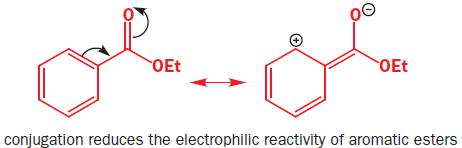 O O⊖
⊕
OEt OEt
conjugation reduces the electrophilic reactivity of aromatic esters